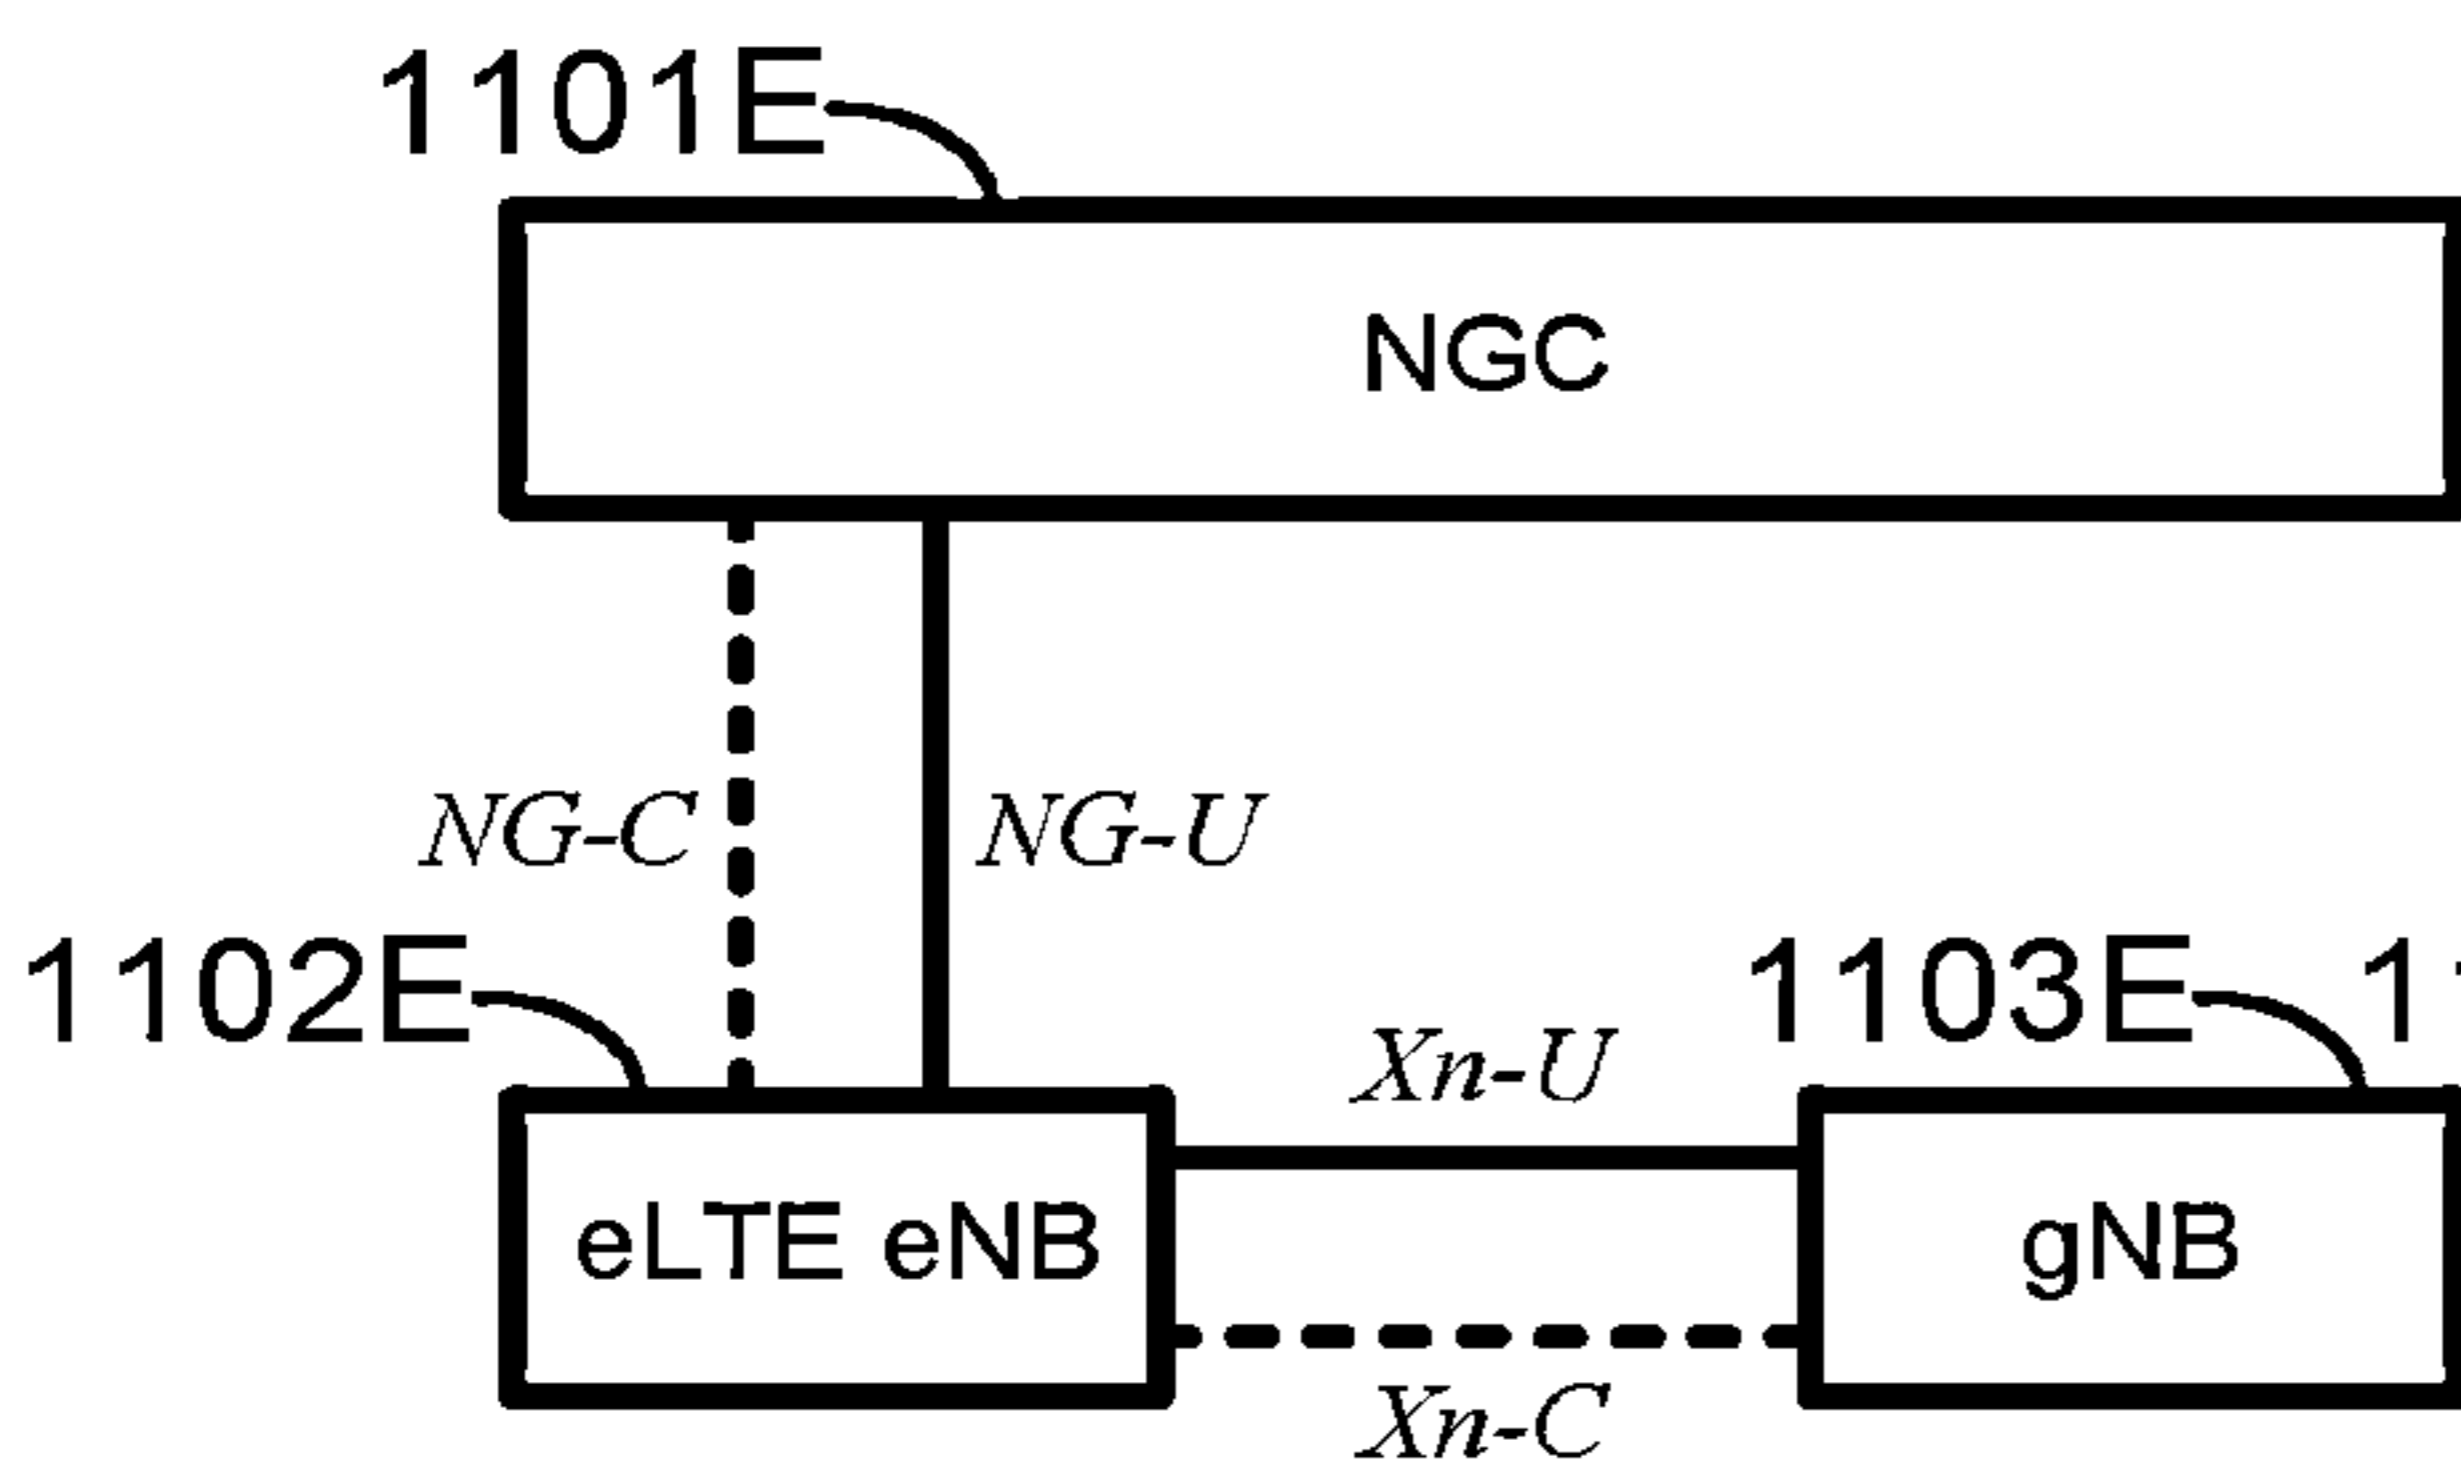 1101E
NGC
NG-C
NG-U
1102E
1103E
Xn-U
eLTE eNB
gNB
Xn-C